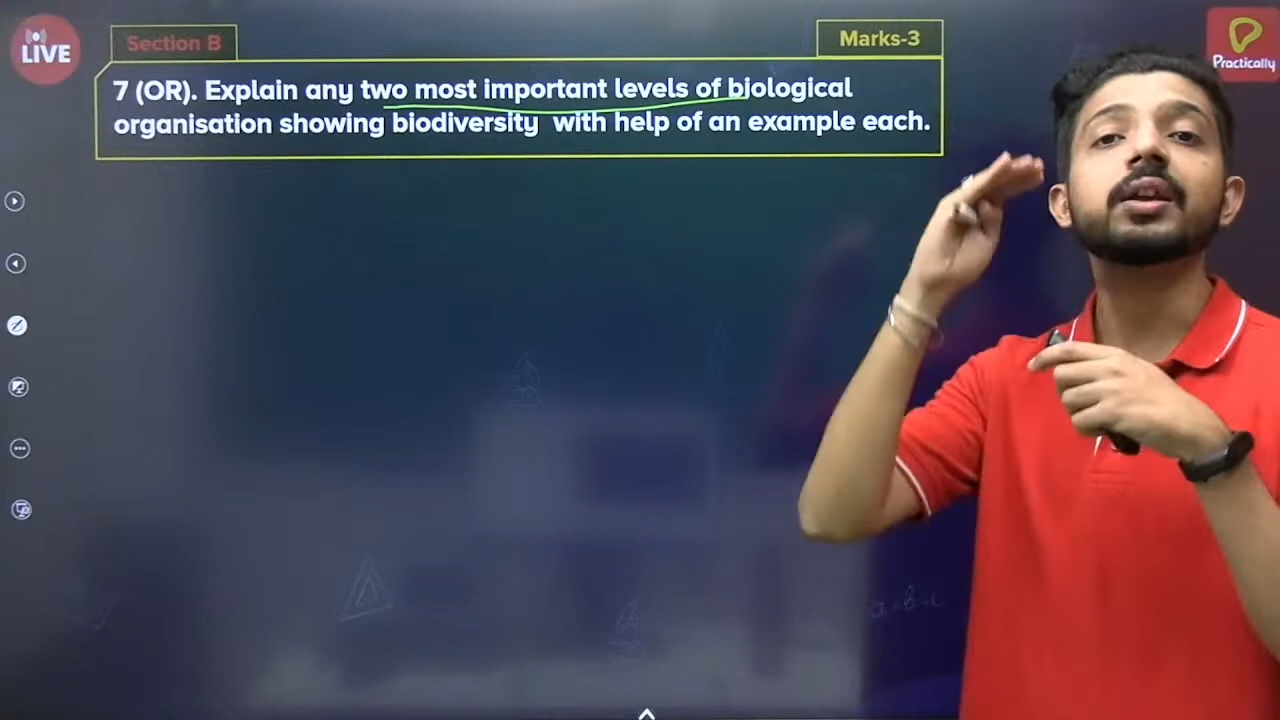 LIVE
Section B
Marks-3
Practically
7 (OR). Explain any two most important levels of biological
organisation showing biodiversity with help of an example each.